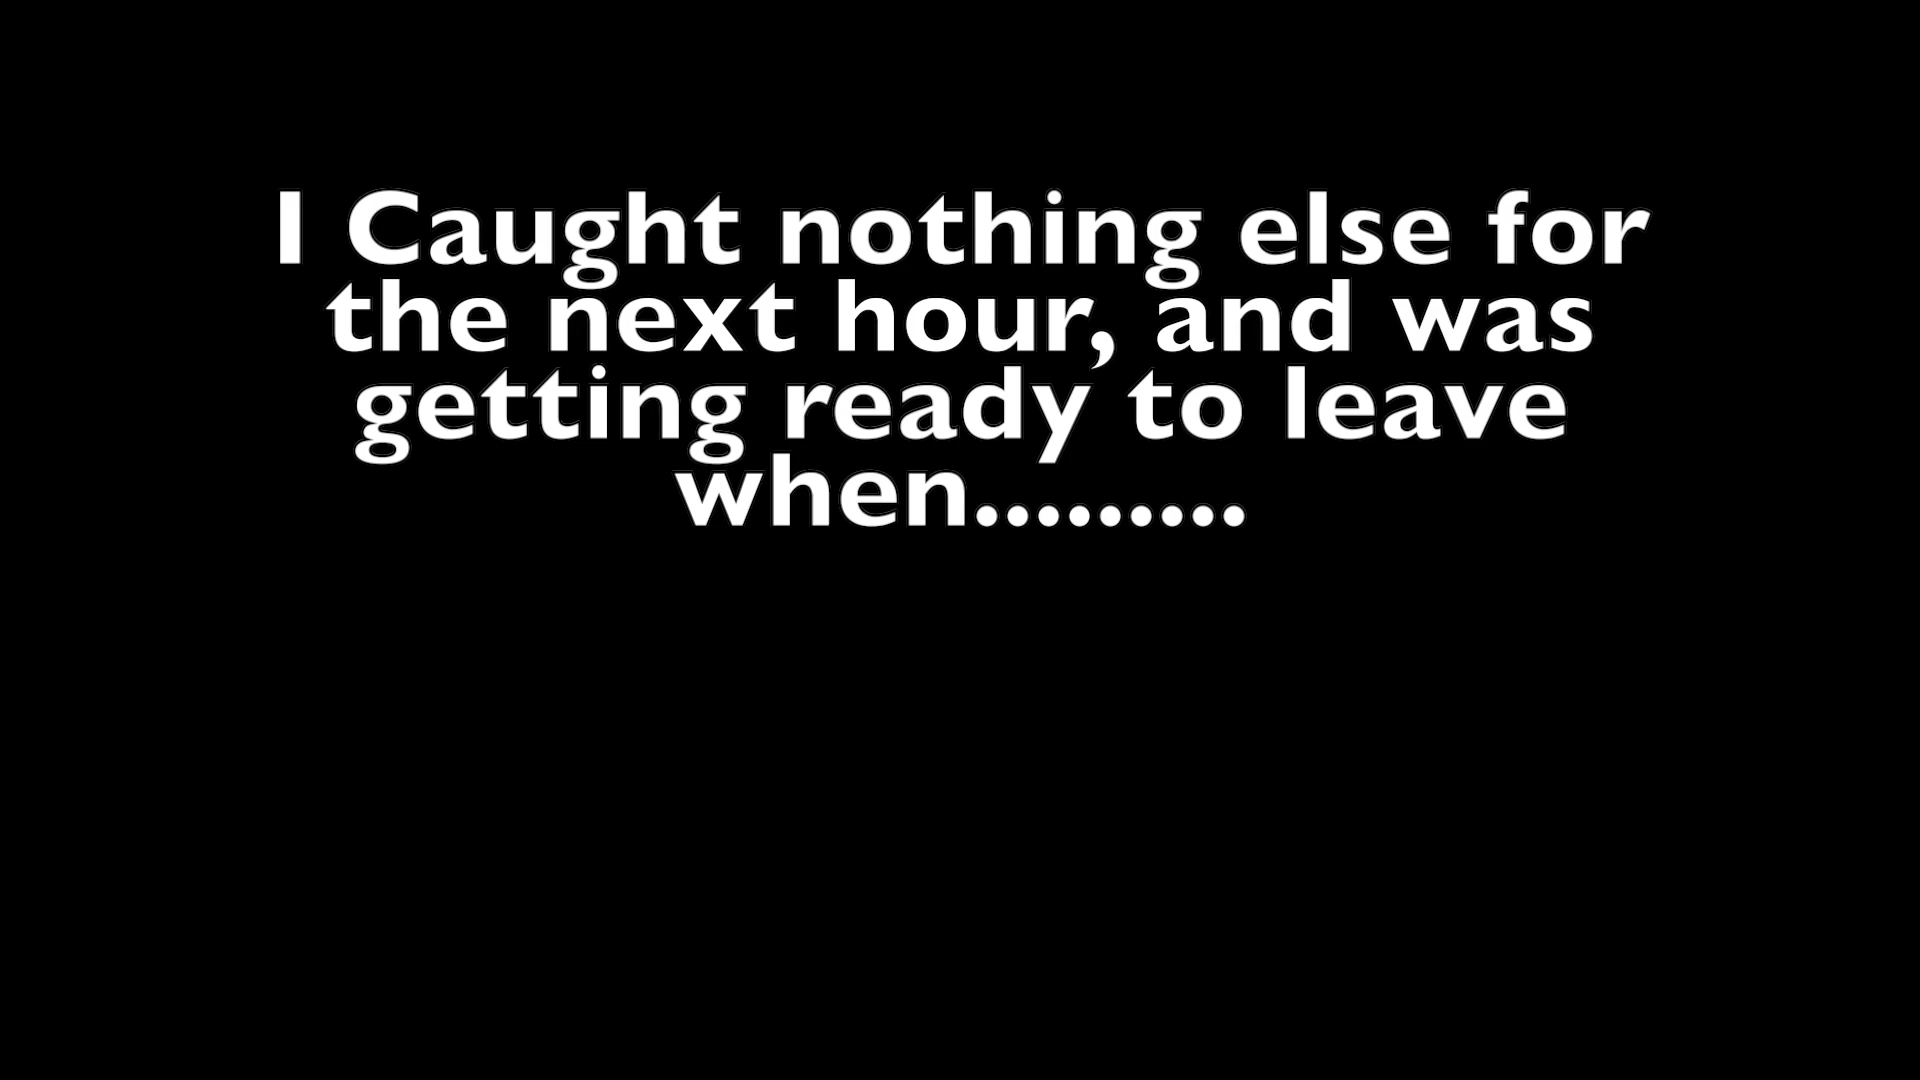 I Caught nothing else for
the next hour, and was
getting ready to leave
when.........